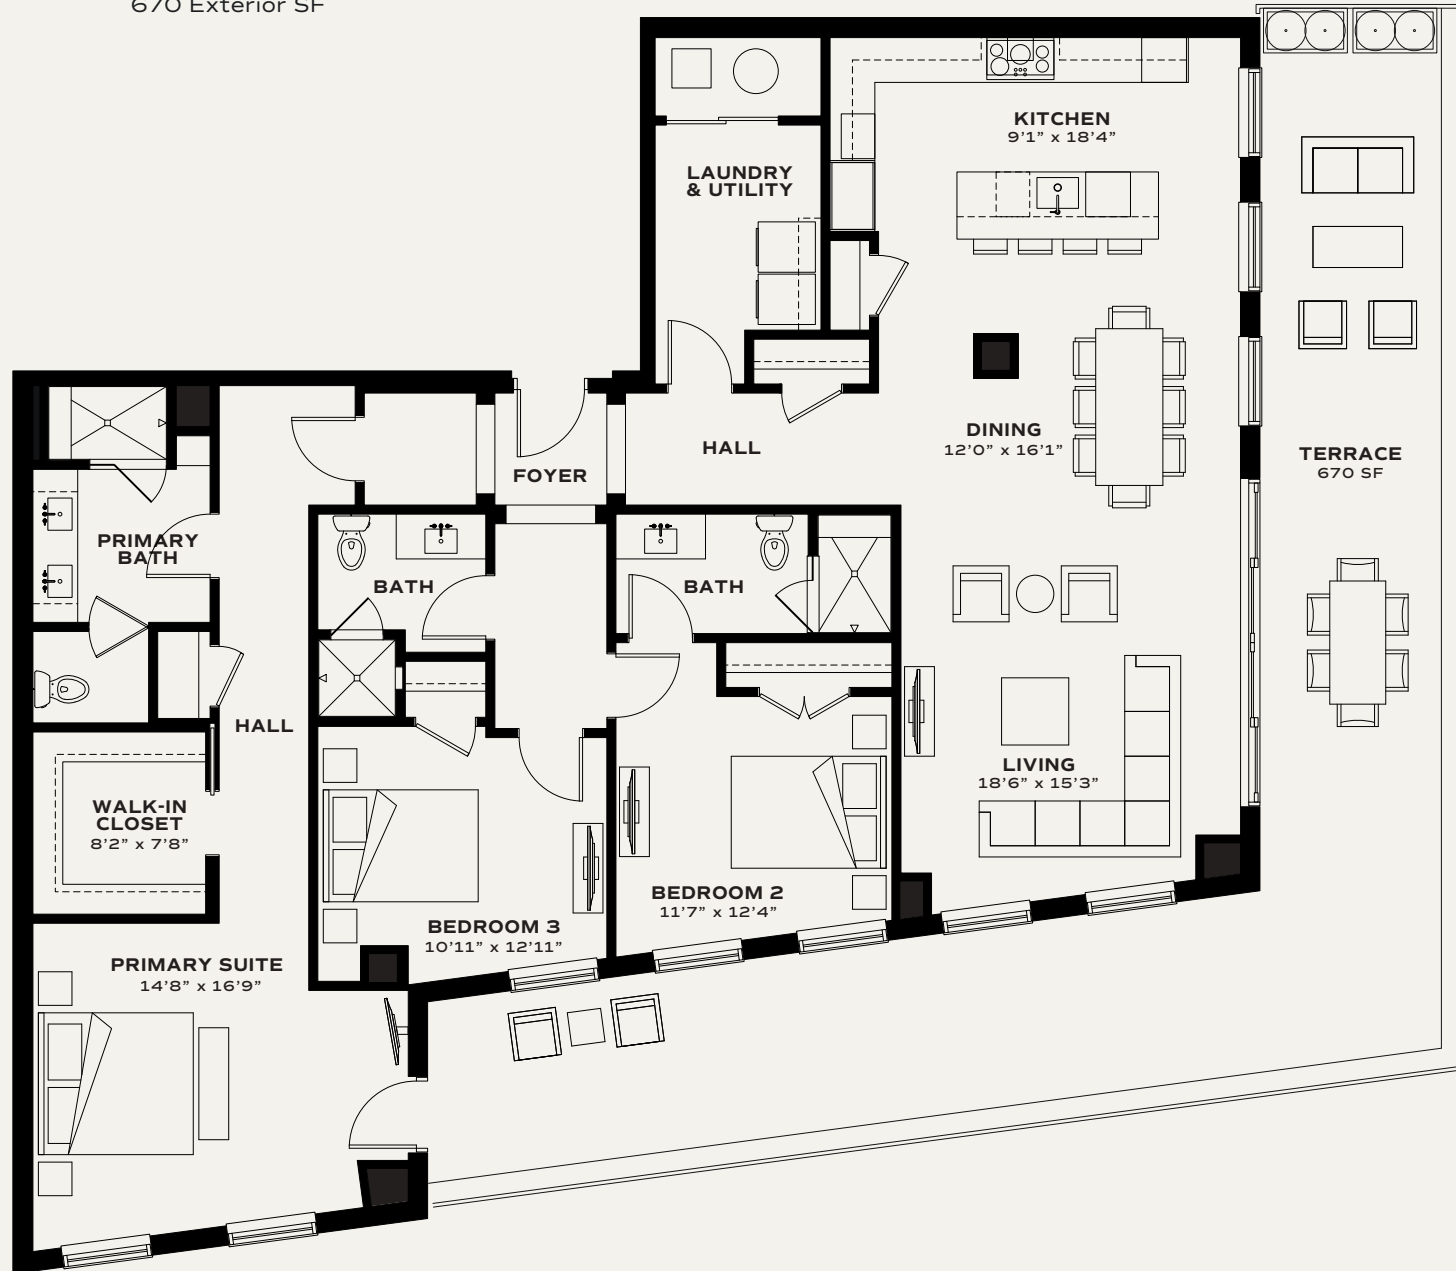 670 Exterior SF
KITCHEN
9’1” x 18’4”
LAUNDRY
& UTILITY
DINING
12’0” x 16’1”
HALL
FOYER
TERRACE
670 SF
PRIMARY
BATH
BATH
BATH
HALL
LIVING
18’6” x 15’3”
WALK-IN
CLOSET
8’2” x 7’8”
BEDROOM 2
11’7” x 12’4”
BEDROOM 3
10’11” x 12’11”
PRIMARY SUITE
14’8” x 16’9”